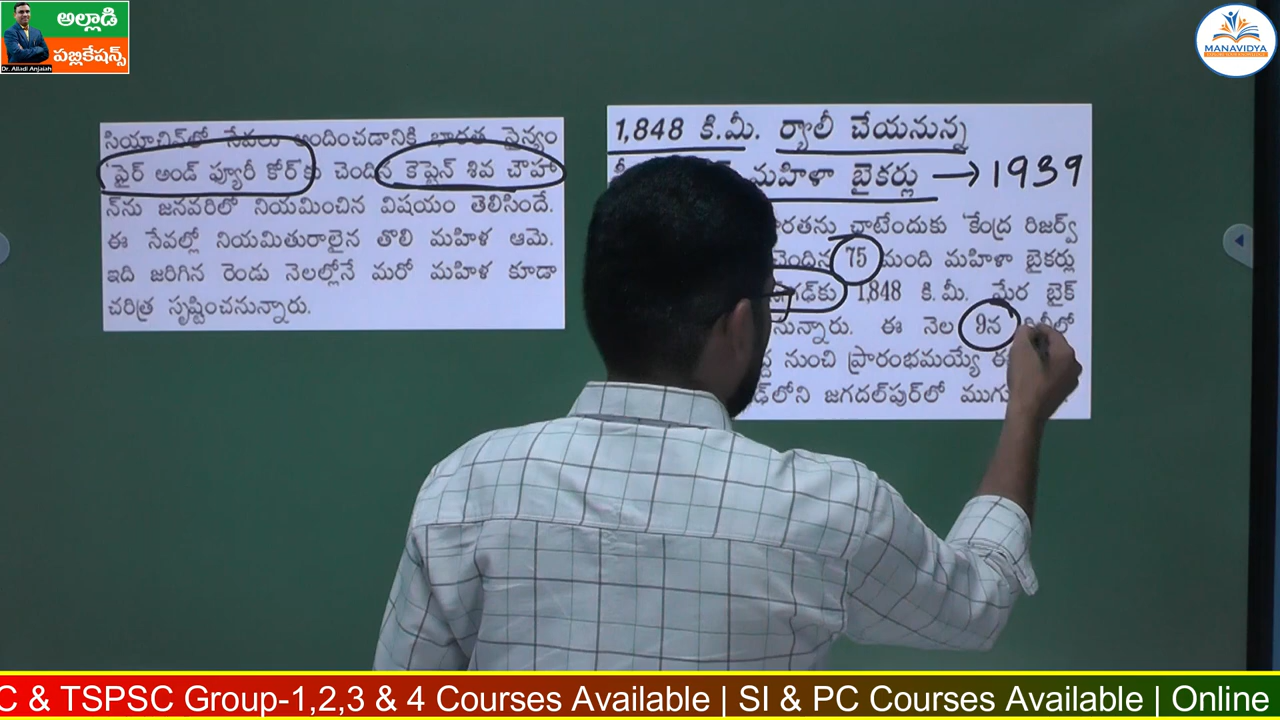 అల్లాడి
పబ్లికేషన్స్
Dr. Alladi Anjaiah
MANAVIDYA
సియాచిన్‌లో సేవలు అందించడానికి భారత సైన్యం
'ఫైర్ అండ్ ఫ్యూరీ కోర్'కు చెందిన కెప్టెన్ శివ చౌహా
న్‌ను జనవరిలో నియమించిన విషయం తెలిసిందే.
ఈ సేవల్లో నియమితురాలైన తొలి మహిళ ఆమె.
ఇది జరిగిన రెండు నెలల్లోనే మరో మహిళ కూడా
చరిత్ర సృష్టించనున్నారు.
1,848 కి.మీ. ర్యాలీ చేయనున్న
మహిళా బైకర్లు → 1939
చాటేందుకు 'కేంద్ర రిజర్వ్
చెందిన 75 మంది మహిళా బైకర్లు
1,848 కి.మీ. మేర బైక్
ఈ నెల 9న
నుంచి ప్రారంభమయ్యే
జగదల్‌పుర్‌లో
C & TSPSC Group-1,2,3 & 4 Courses Available | SI & PC Courses Available | Online